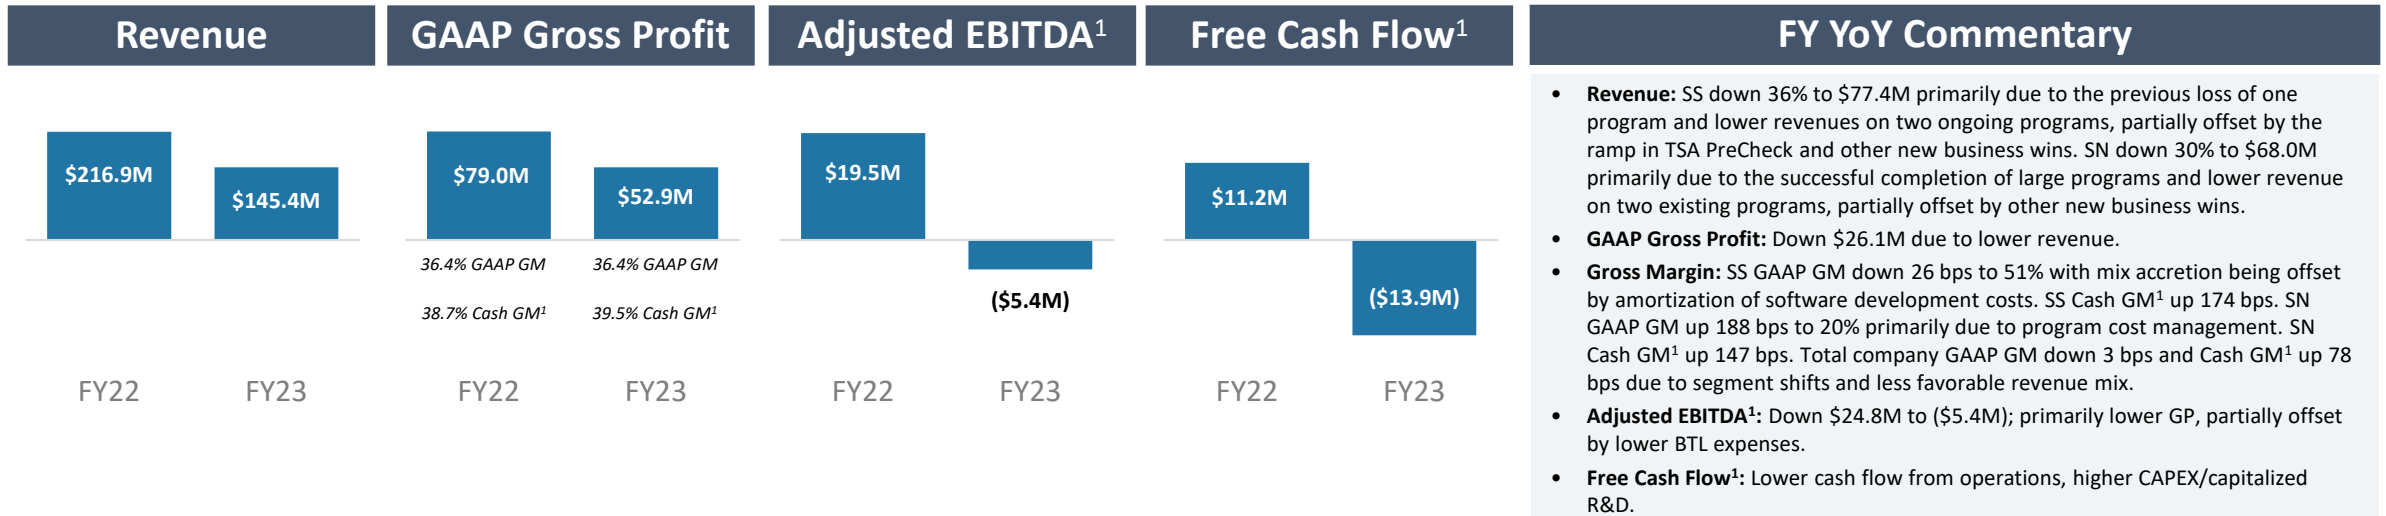 Revenue
$216.9M
$145.4M
FY22
FY23
GAAP Gross Profit
$79.0M
$52.9M
36.4% GAAP GM
36.4% GAAP GM
38.7% Cash GM¹
39.5% Cash GM¹
FY22
FY23
Adjusted EBITDA¹
$19.5M
($5.4M)
FY22
FY23
Free Cash Flow¹
$11.2M
($13.9M)
FY22
FY23
FY YoY Commentary
• Revenue: SS down 36% to $77.4M primarily due to the previous loss of one
program and lower revenues on two ongoing programs, partially offset by the
ramp in TSA PreCheck and other new business wins. SN down 30% to $68.0M
primarily due to the successful completion of large programs and lower revenue
on two existing programs, partially offset by other new business wins.
• GAAP Gross Profit: Down $26.1M due to lower revenue.
• Gross Margin: SS GAAP GM down 26 bps to 51% with mix accretion being offset
by amortization of software development costs. SS Cash GM¹ up 174 bps. SN
GAAP GM up 188 bps to 20% primarily due to program cost management. SN
Cash GM¹ up 147 bps. Total company GAAP GM down 3 bps and Cash GM¹ up 78
bps due to segment shifts and less favorable revenue mix.
• Adjusted EBITDA¹: Down $24.8M to ($5.4M); primarily lower GP, partially offset
by lower BTL expenses.
• Free Cash Flow¹: Lower cash flow from operations, higher CAPEX/capitalized
R&D.